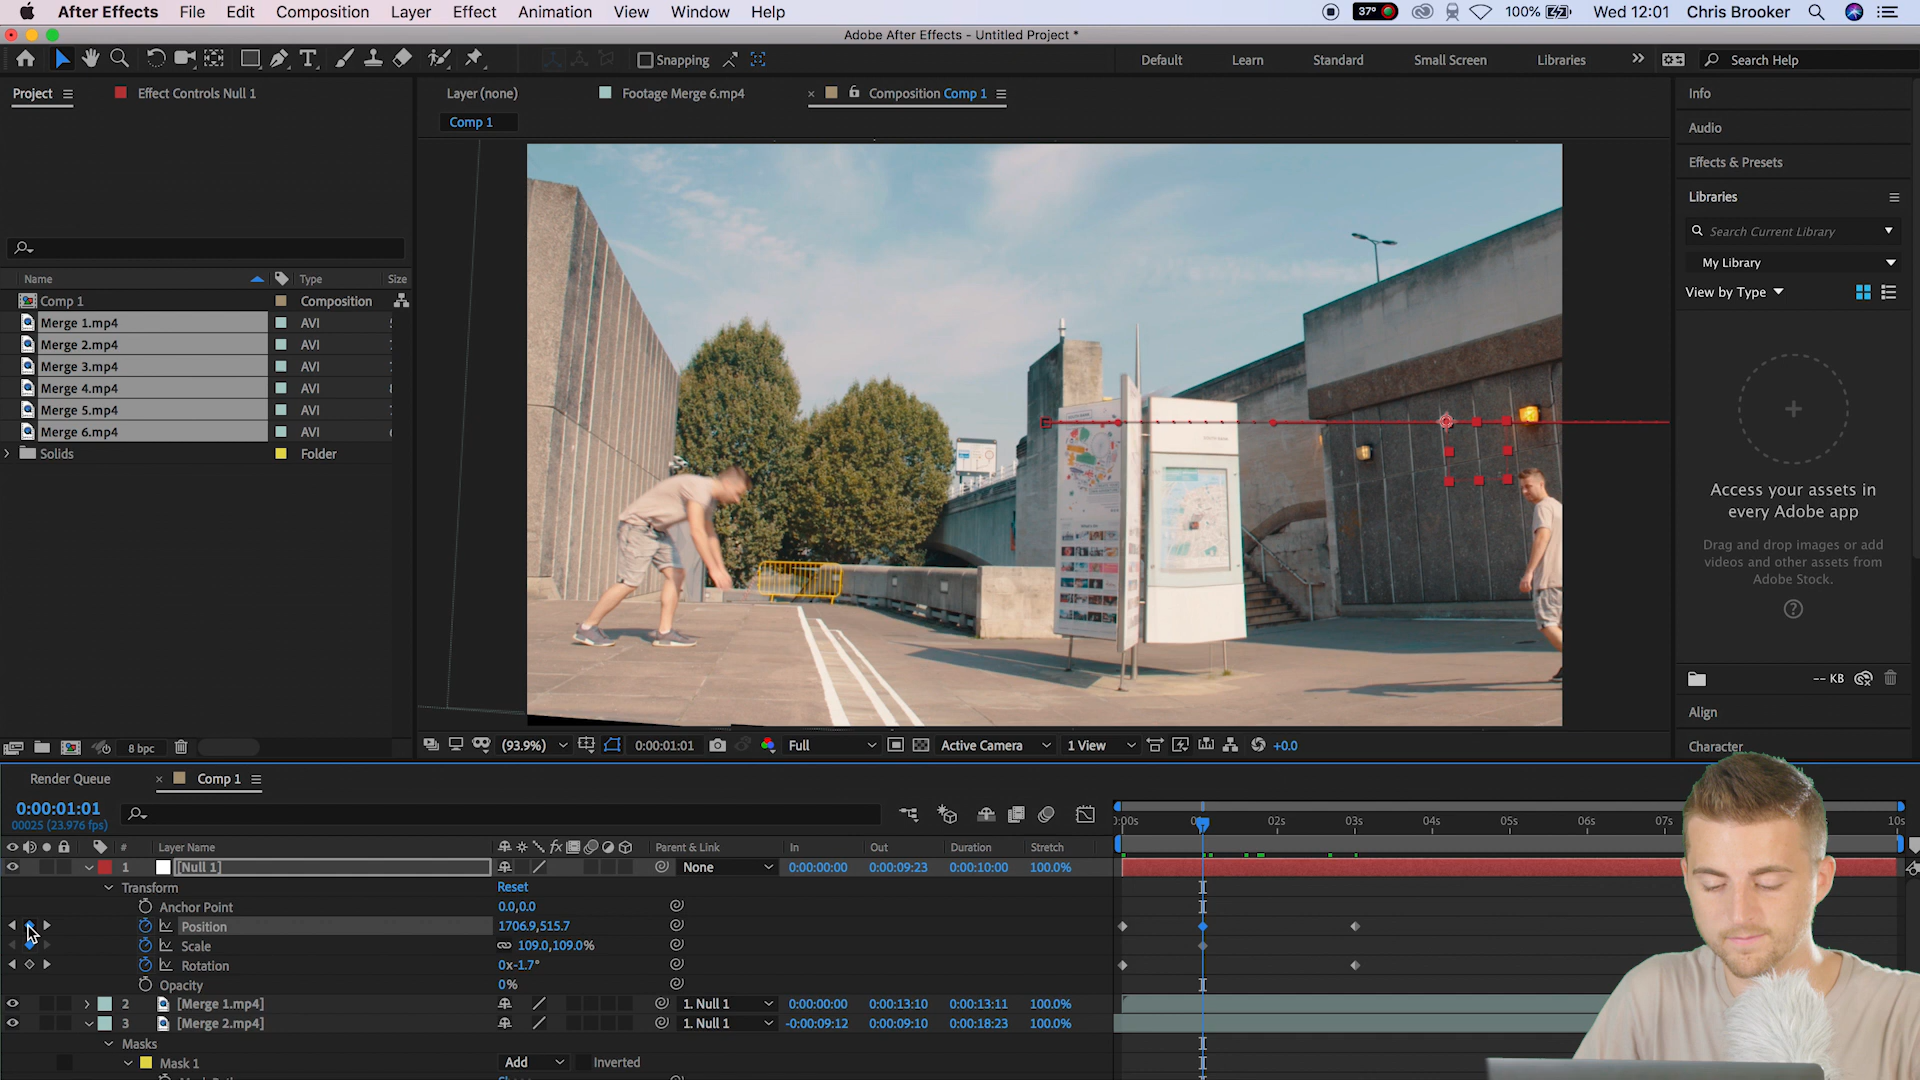 After Effects File Edit Composition Layer Effect Animation View Window Help 37° 100% Wed 12:01 Chris Brooker
Adobe After Effects - Untitled Project *
Snapping Default Learn Standard Small Screen Libraries Search Help
Project Effect Controls Null 1 Layer (none) Footage Merge 6.mp4 × Composition Comp 1 Info
Comp 1
Audio
Effects & Presets
Libraries
Search Current Library
My Library
View by Type
Name Type Size
Comp 1 Composition
Merge 1.mp4 AVI
Merge 2.mp4 AVI
Merge 3.mp4 AVI
Merge 4.mp4 AVI
Merge 5.mp4 AVI
Merge 6.mp4 AVI
Solids Folder
Access your assets in
every Adobe app
Drag and drop images or add
videos and other assets from
Adobe Stock.
-- KB
Align
Character
8 bpc (93.9%) 0:00:01:01 Full Active Camera 1 View +0.0
Render Queue × Comp 1
0:00:01:01
00025 (23.976 fps)
02s 03s 04s 05s 06s 07s 10s
# Layer Name Parent & Link In Out Duration Stretch
1 [Null 1] None 0:00:00:00 0:00:09:23 0:00:10:00 100.0%
Transform Reset
Anchor Point 0.0,0.0
Position 1706.9,515.7
Scale 109.0,109.0%
Rotation 0x-1.7°
Opacity 0%
2 [Merge 1.mp4] 1. Null 1 0:00:00:00 0:00:13:10 0:00:13:11 100.0%
3 [Merge 2.mp4] 1. Null 1 -0:00:09:12 0:00:09:10 0:00:18:23 100.0%
Masks
Mask 1 Add Inverted